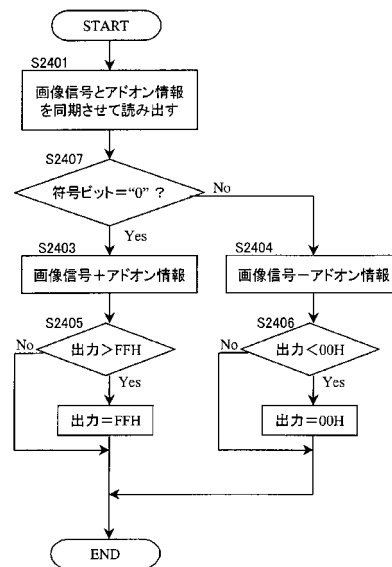 START
S2401
画像信号とアドオン情報
を同期させて読み出す
S2407
符号ビット＝“0” ？
No
Yes
S2403
画像信号＋アドオン情報
S2404
画像信号－アドオン情報
S2405
出力＞FFH
No
Yes
S2406
出力＜00H
No
Yes
出力＝FFH
出力＝00H
END